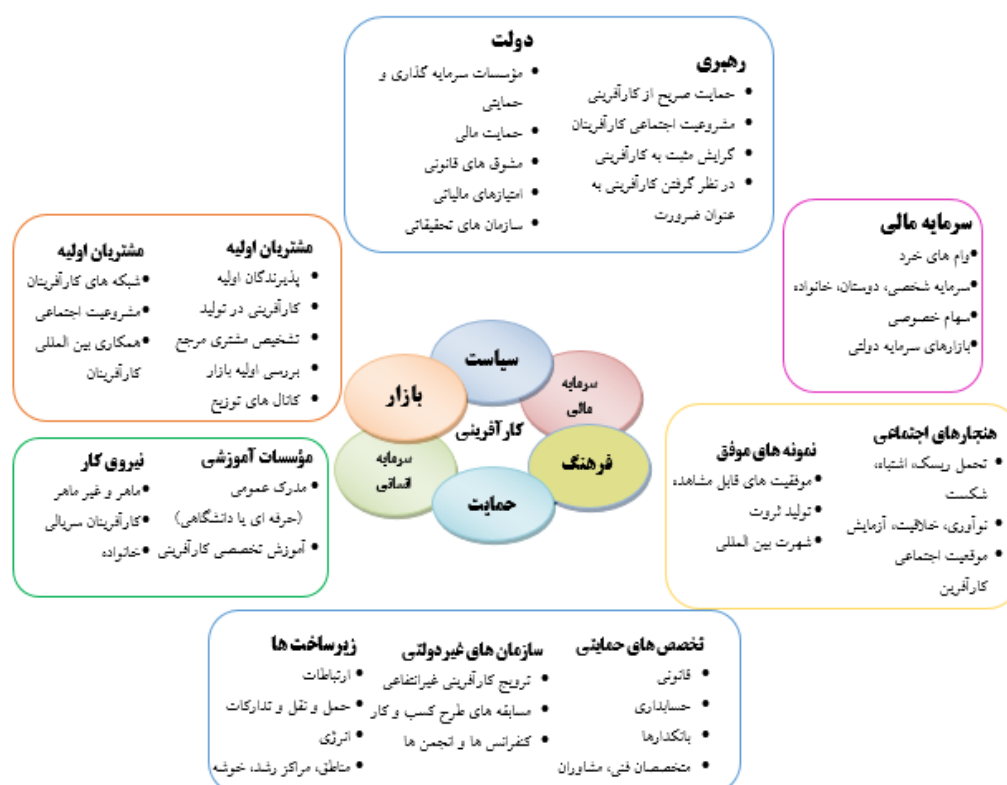 دولت
• مؤسسات سرمایه گذاری و
حمایتی
• حمایت مالی
• مشوق های قانونی
• امتیازهای مالیاتی
• سازمان های تحقیقاتی
رهبری
• حمایت صریح از کارآفرینی
• مشروعیت اجتماعی کارآفرینان
• گرایش مثبت به کارآفرینی
• در نظر گرفتن کارآفرینی به
عنوان ضرورت
سرمایه مالی
•وام های خرد
•سرمایه شخصی، دوستان، خانواده
•سهام خصوصی
•بازارهای سرمایه دولتی
مشتریان اولیه
• پذیرندگان اولیه
• کارآفرینی در تولید
• تشخیص مشتری مرجع
• بررسی اولیه بازار
• کانال های توزیع
مشتریان اولیه
•شبکه های کارآفرینان
•مشروعیت اجتماعی
•همکاری بین المللی
کارآفرینان
سیاست
سرمایه
مالی
بازار
کارآفرینی
فرهنگ
سرمایه
انسانی
حمایت
هنجارهای اجتماعی
• تحمل ریسک، اشتباه،
شکست
• نوآوری، خلاقیت، آزمایش
• موقعیت اجتماعی
کارآفرین
نمونه های موفق
•موفقیت های قابل مشاهده
•تولید ثروت
•شهرت بین المللی
مؤسسات آموزشی
• مدرک عمومی
(حرفه ای یا دانشگاهی)
• آموزش تخصصی کارآفرینی
نیروی کار
•ماهر و غیر ماهر
•کارآفرینان سریالی
•خانواده
تخصص های حمایتی
• قانونی
• حسابداری
• بانکدارها
• متخصصان فنی، مشاوران
سازمان های غیردولتی
• ترویج کارآفرینی غیرانتفاعی
• مسابقه های طرح کسب و کار
• کنفرانس ها و انجمن ها
زیرساخت ها
• ارتباطات
• حمل و نقل و تدارکات
• انرژی
• مناطق، مراکز رشد، خوشه